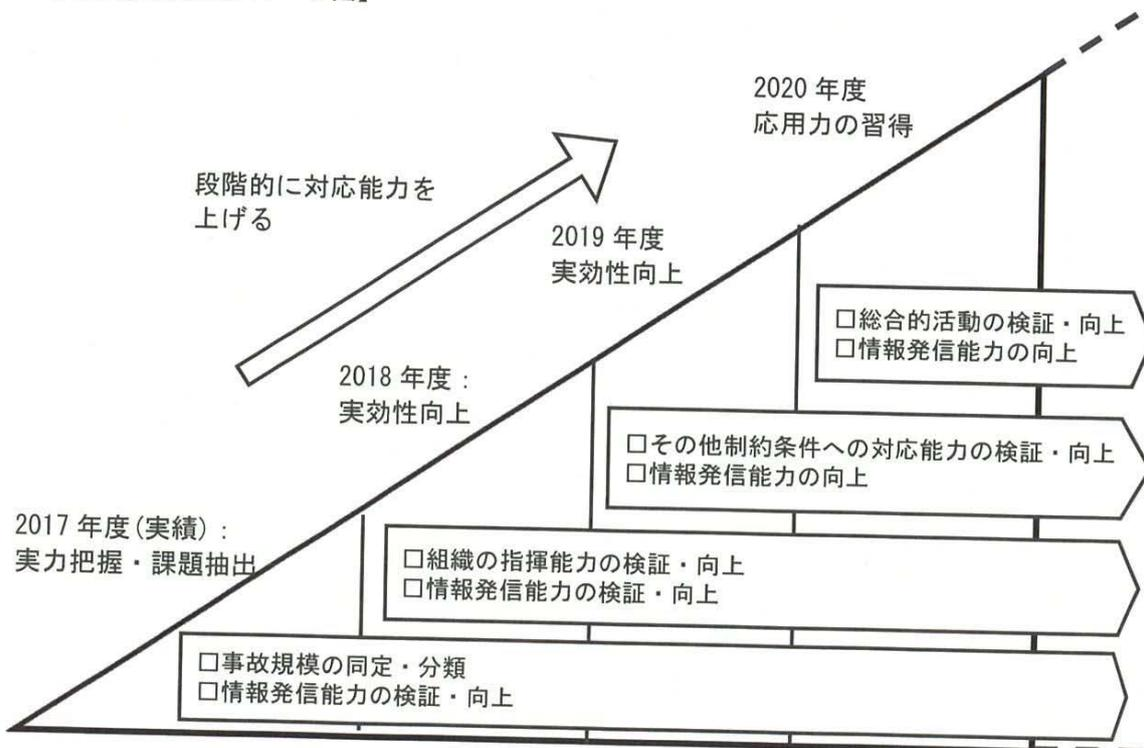 2020 年度
応用力の習得
段階的に対応能力を
上げる
2019 年度
実効性向上
□総合的活動の検証・向上
□情報発信能力の向上
2018 年度：
実効性向上
□その他制約条件への対応能力の検証・向上
□情報発信能力の向上
2017 年度(実績)：
実力把握・課題抽出
□組織の指揮能力の検証・向上
□情報発信能力の検証・向上
□事故規模の同定・分類
□情報発信能力の検証・向上